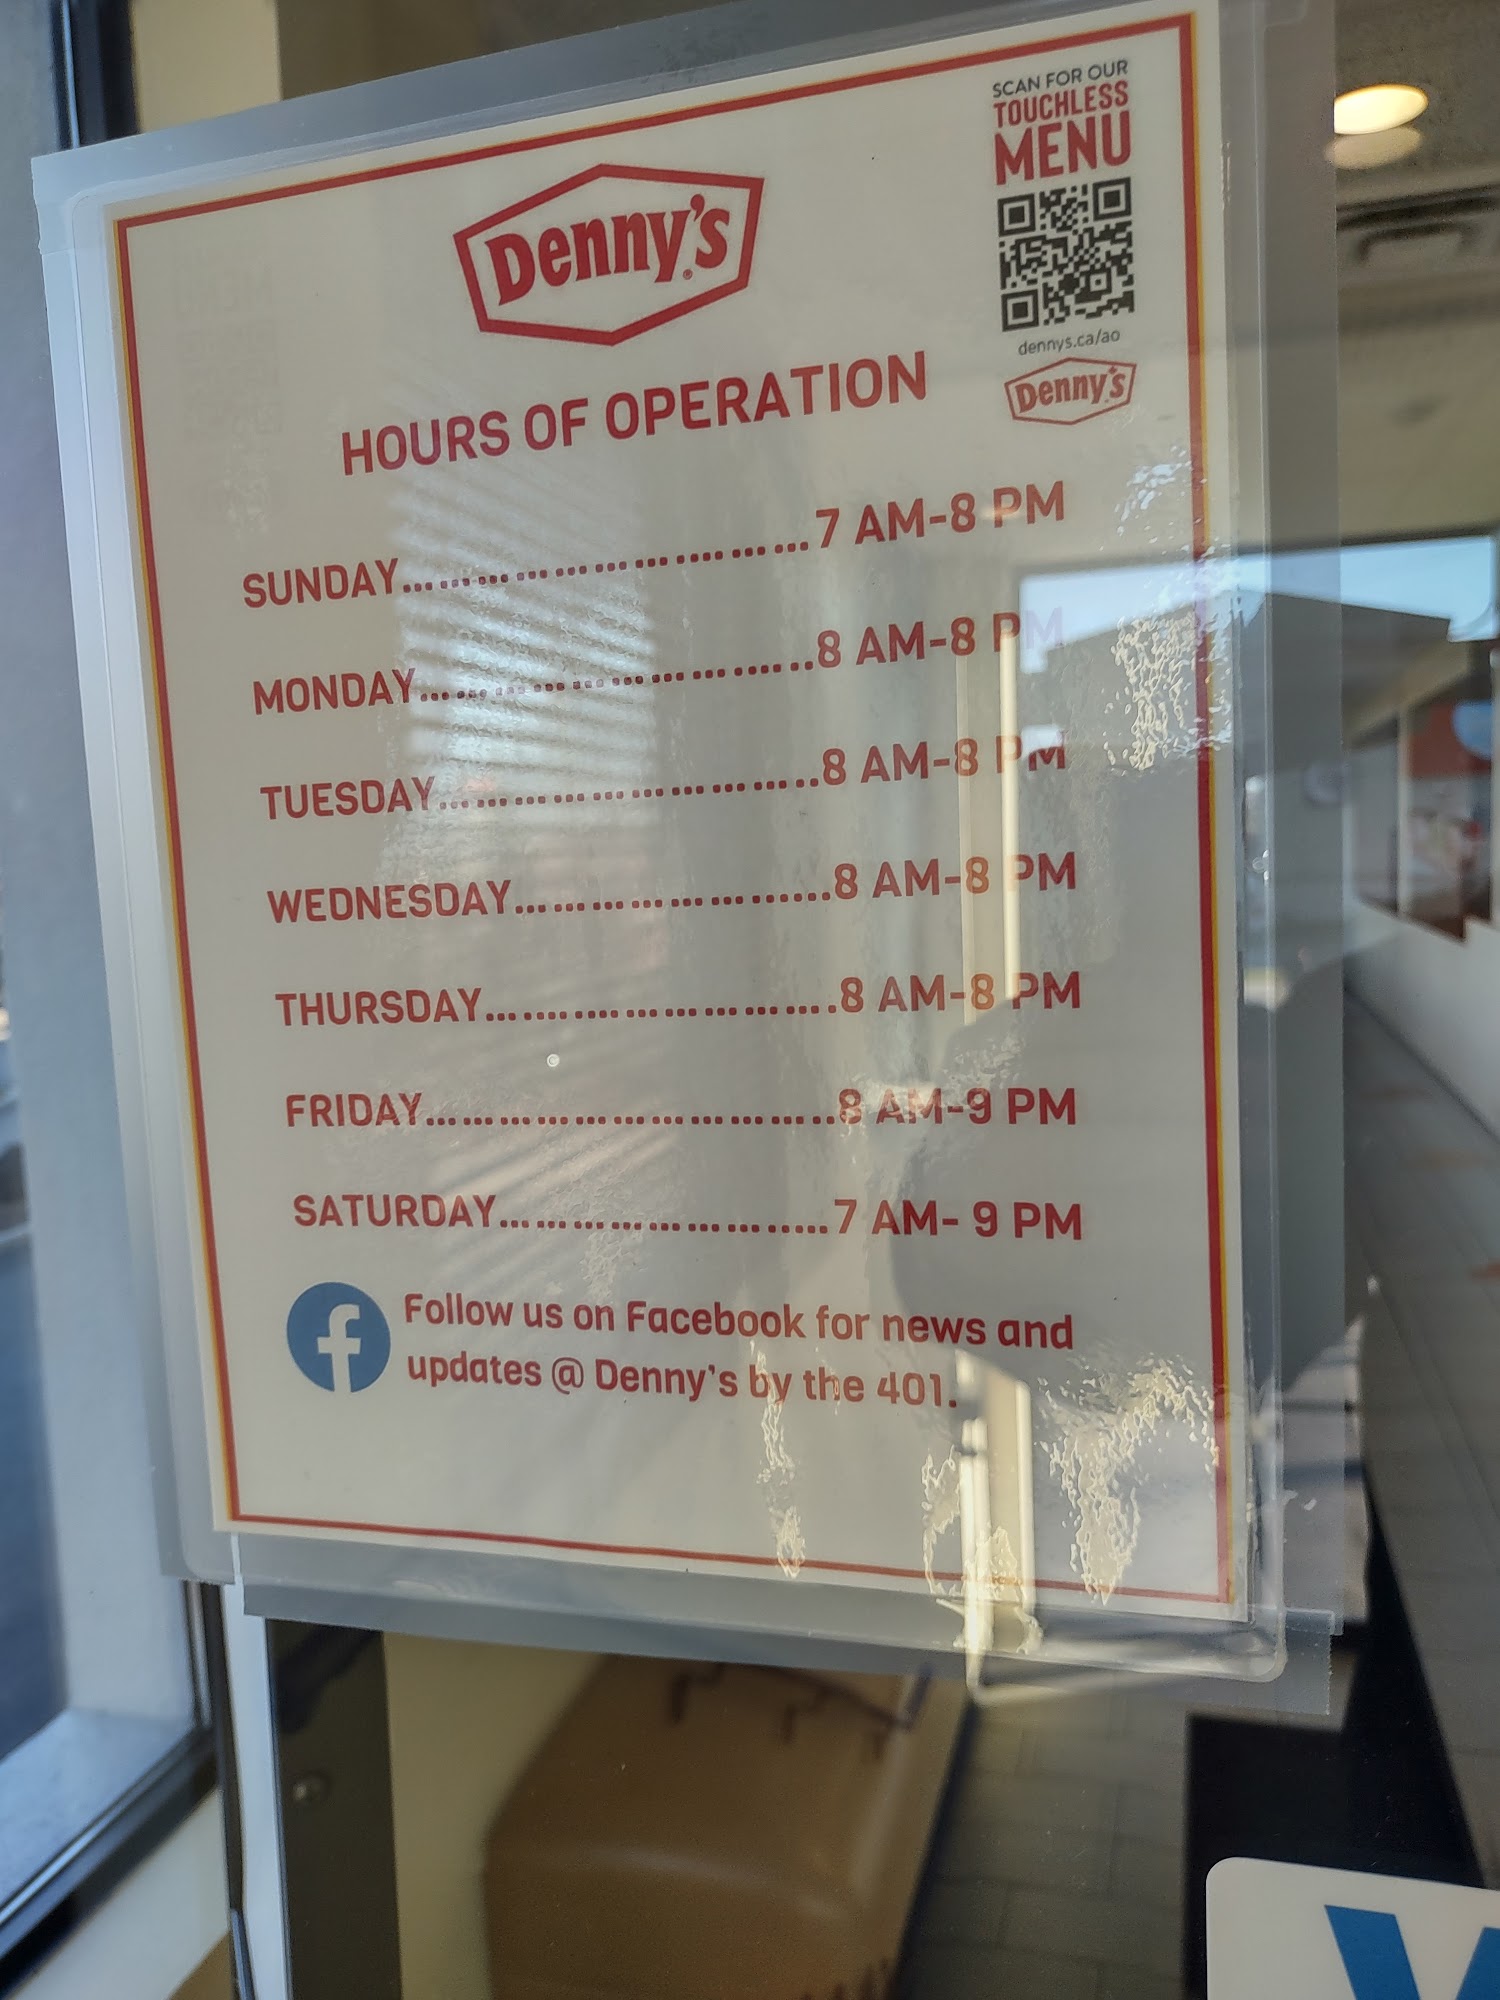 SCAN FOR OUR
TOUCHLESS
MENU
dennys.ca/ao
Denny's
Denny's
HOURS OF OPERATION
SUNDAY...........................................7 AM-8 PM
MONDAY.......................................8 AM-8 PM
TUESDAY.......................................8 AM-8 PM
WEDNESDAY................................8 AM-8 PM
THURSDAY...................................8 AM-8 PM
FRIDAY..........................................8 AM-9 PM
SATURDAY..................................7 AM- 9 PM
Follow us on Facebook for news and
updates @ Denny's by the 401.